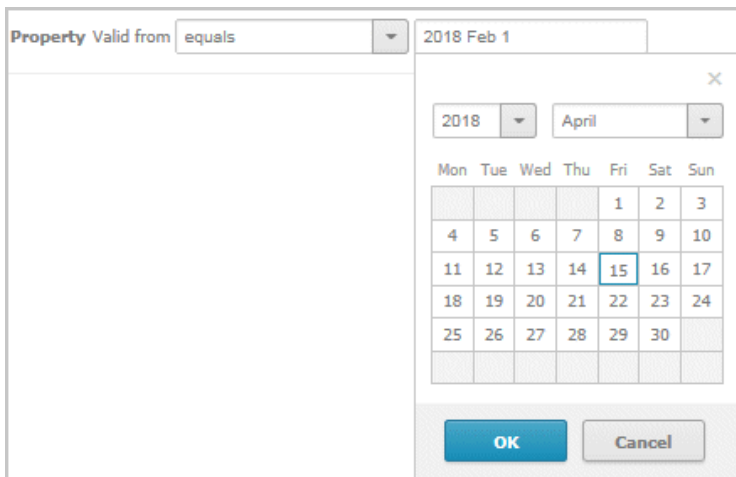 Property Valid from equals 2018 Feb 1
×
2018 April
Mon Tue Wed Thu Fri Sat Sun
1 2 3
4 5 6 7 8 9 10
11 12 13 14 15 16 17
18 19 20 21 22 23 24
25 26 27 28 29 30
OK Cancel